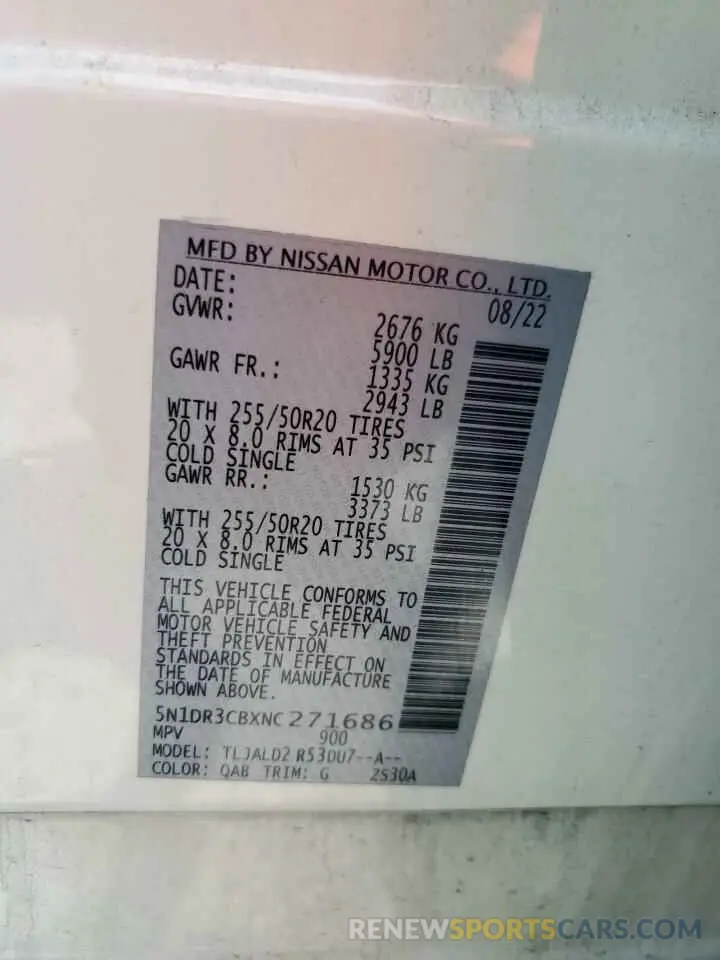 MFD BY NISSAN MOTOR CO., LTD.
DATE: 08/22
GVWR: 2676 KG
5900 LB
GAWR FR.: 1335 KG
2943 LB
WITH 255/50R20 TIRES
20 X 8.0 RIMS AT 35 PSI
COLD SINGLE
GAWR RR.: 1530 KG
3373 LB
WITH 255/50R20 TIRES
20 X 8.0 RIMS AT 35 PSI
COLD SINGLE
THIS VEHICLE CONFORMS TO
ALL APPLICABLE FEDERAL
MOTOR VEHICLE SAFETY AND
THEFT PREVENTION
STANDARDS IN EFFECT ON
THE DATE OF MANUFACTURE
SHOWN ABOVE.
5N1DR3CBXNC271686
MPV 900
MODEL: TLJALD2 R53DU7--A--
COLOR: QAB TRIM: G 2S30A
RENEWSPORTSCARS.COM